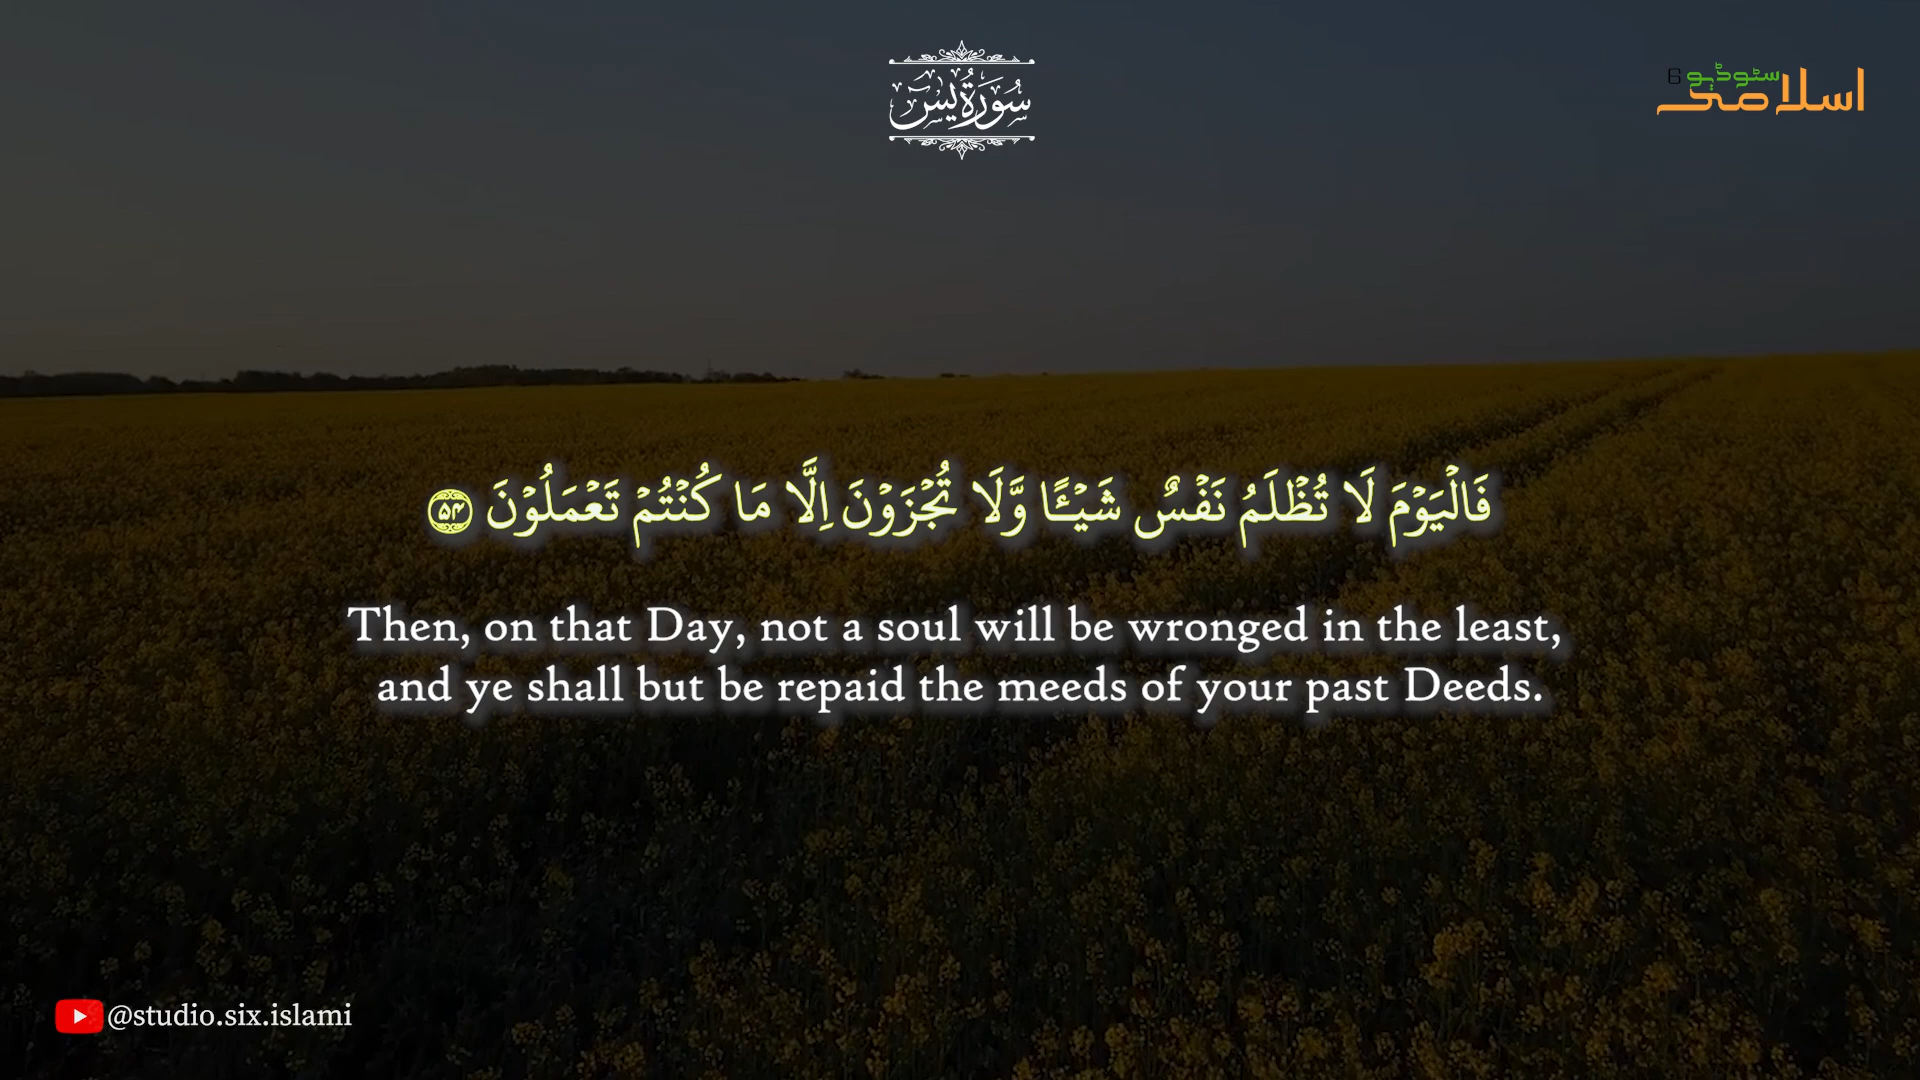 سُورَةُ يٰسٓ
سٹوڈیو 6
اسلامک
فَالْيَوْمَ لَا تُظْلَمُ نَفْسٌ شَيْـًٔا وَّلَا تُجْزَوْنَ اِلَّا مَا كُنْتُمْ تَعْمَلُوْنَ ۵۴
Then, on that Day, not a soul will be wronged in the least,
and ye shall but be repaid the meeds of your past Deeds.
@studio.six.islami